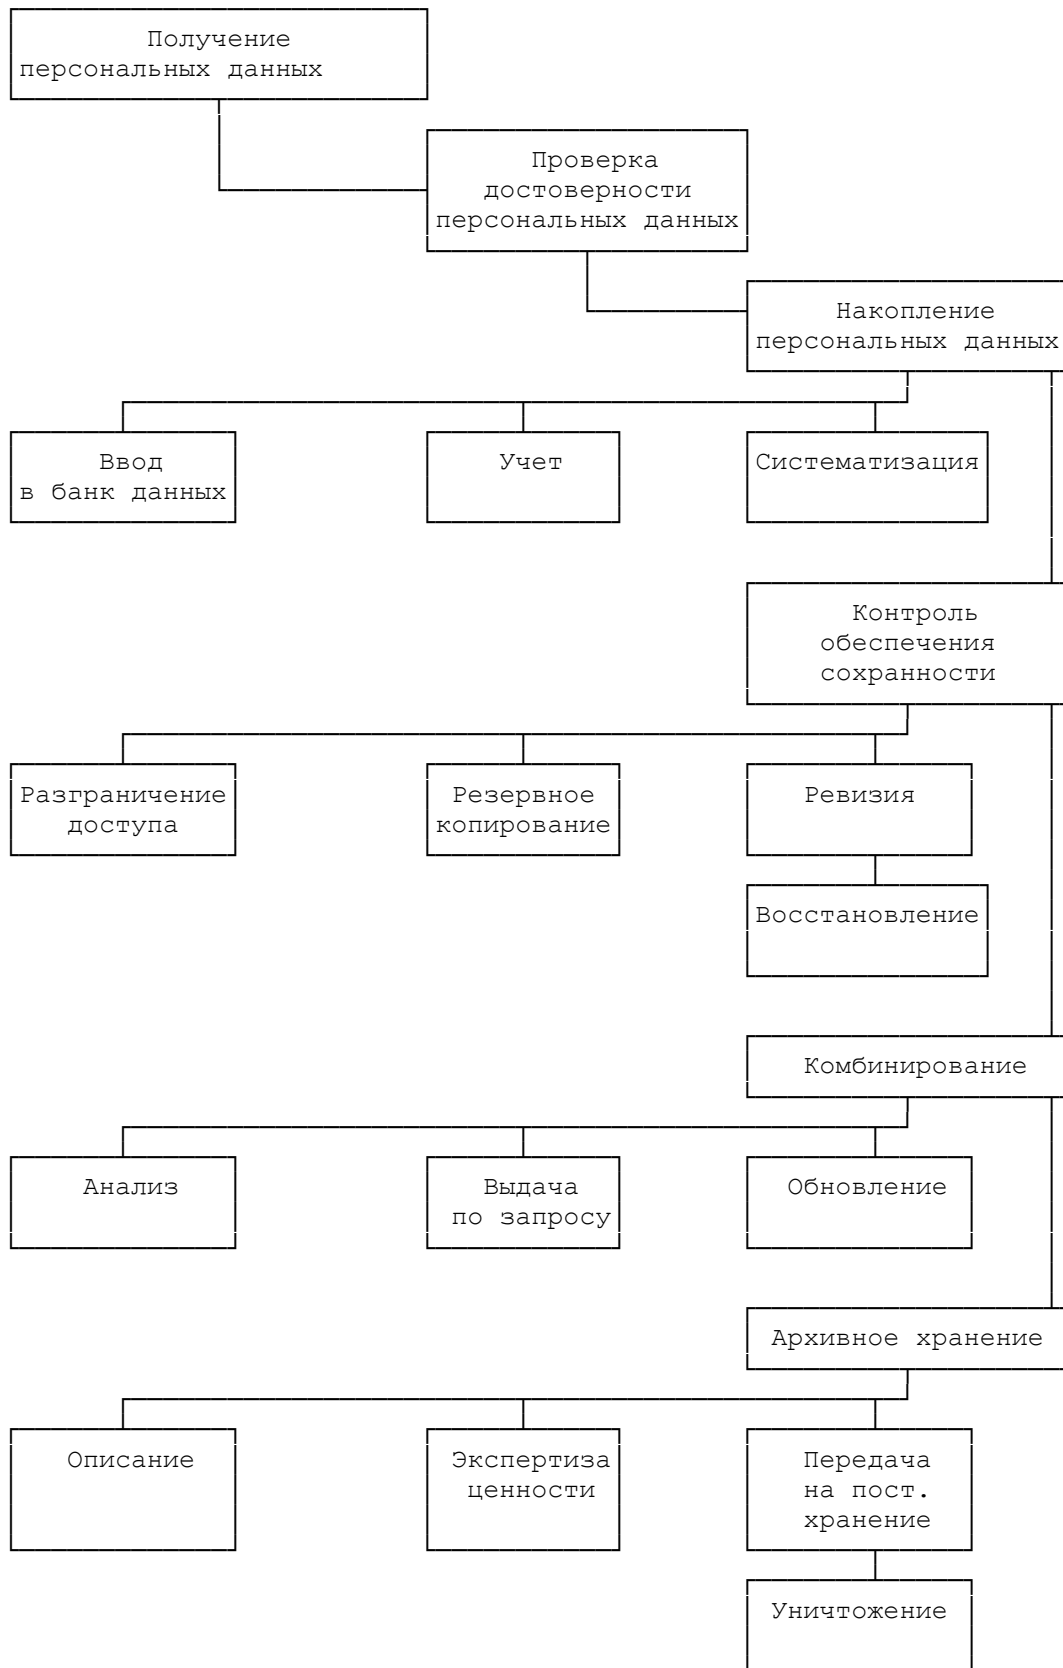 Получение
персональных данных
Проверка
достоверности
персональных данных
Накопление
персональных данных
Ввод
в банк данных
Учет
Систематизация
Контроль
обеспечения
сохранности
Разграничение
доступа
Резервное
копирование
Ревизия
Восстановление
Комбинирование
Анализ
Выдача
по запросу
Обновление
Архивное хранение
Описание
Экспертиза
ценности
Передача
на пост.
хранение
Уничтожение